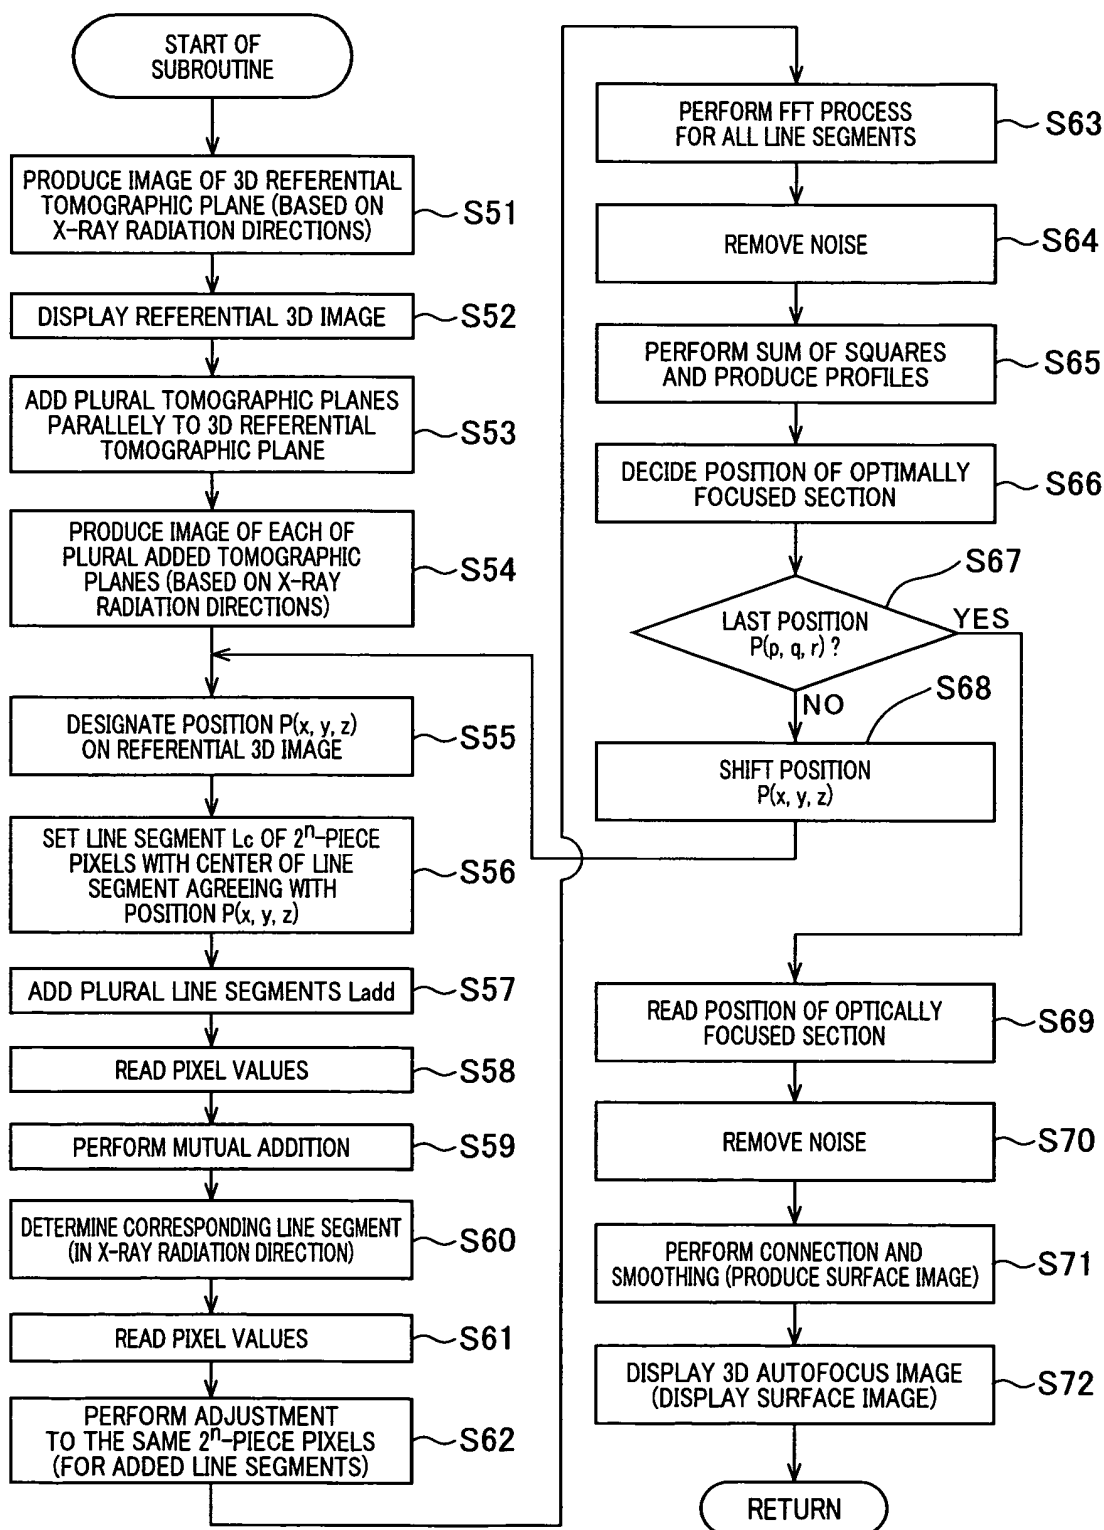 START OF
SUBROUTINE
PRODUCE IMAGE OF 3D REFERENTIAL
TOMOGRAPHIC PLANE (BASED ON
X-RAY RADIATION DIRECTIONS)
S51
DISPLAY REFERENTIAL 3D IMAGE
S52
ADD PLURAL TOMOGRAPHIC PLANES
PARALLELY TO 3D REFERENTIAL
TOMOGRAPHIC PLANE
S53
PRODUCE IMAGE OF EACH OF
PLURAL ADDED TOMOGRAPHIC
PLANES (BASED ON X-RAY
RADIATION DIRECTIONS)
S54
DESIGNATE POSITION P(x, y, z)
ON REFERENTIAL 3D IMAGE
S55
SET LINE SEGMENT Lc OF 2ⁿ-PIECE
PIXELS WITH CENTER OF LINE
SEGMENT AGREEING WITH
POSITION P(x, y, z)
S56
ADD PLURAL LINE SEGMENTS Ladd
S57
READ PIXEL VALUES
S58
PERFORM MUTUAL ADDITION
S59
DETERMINE CORRESPONDING LINE SEGMENT
(IN X-RAY RADIATION DIRECTION)
S60
READ PIXEL VALUES
S61
PERFORM ADJUSTMENT
TO THE SAME 2ⁿ-PIECE PIXELS
(FOR ADDED LINE SEGMENTS)
S62
PERFORM FFT PROCESS
FOR ALL LINE SEGMENTS
S63
REMOVE NOISE
S64
PERFORM SUM OF SQUARES
AND PRODUCE PROFILES
S65
DECIDE POSITION OF OPTIMALLY
FOCUSED SECTION
S66
S67
LAST POSITION
P(p, q, r) ?
YES
NO
S68
SHIFT POSITION
P(x, y, z)
READ POSITION OF OPTICALLY
FOCUSED SECTION
S69
REMOVE NOISE
S70
PERFORM CONNECTION AND
SMOOTHING (PRODUCE SURFACE IMAGE)
S71
DISPLAY 3D AUTOFOCUS IMAGE
(DISPLAY SURFACE IMAGE)
S72
RETURN